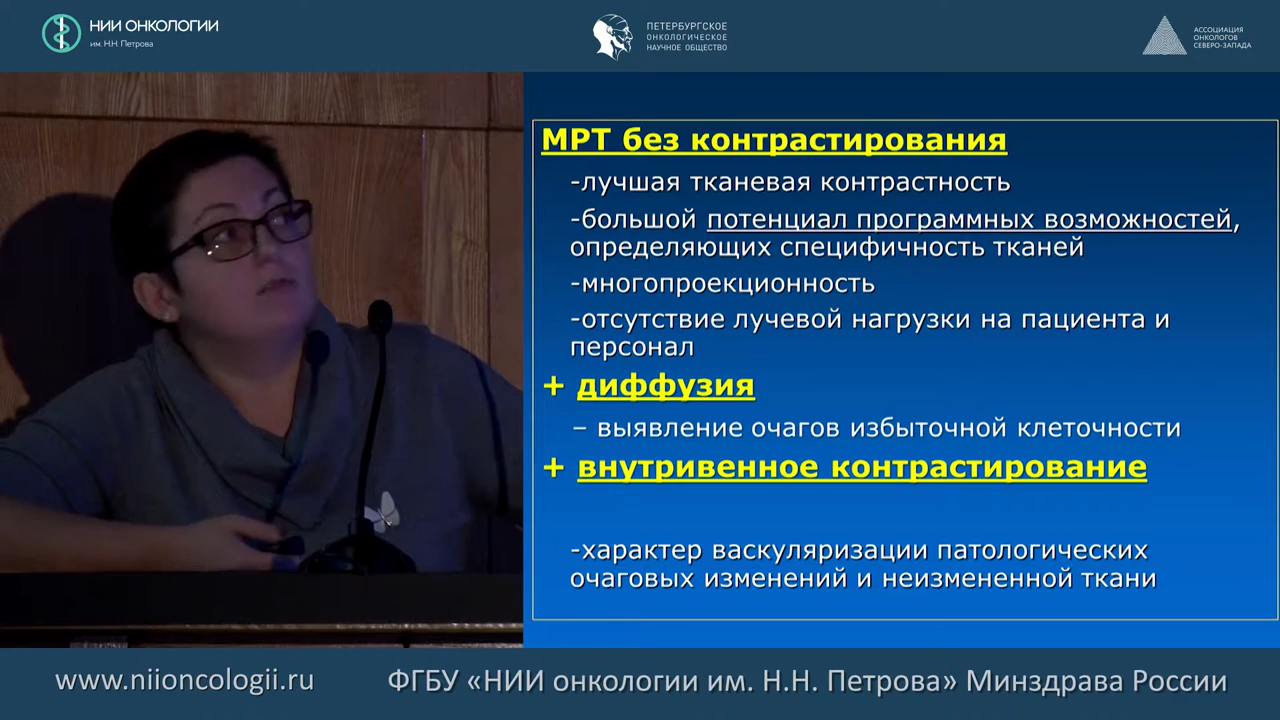 НИИ ОНКОЛОГИИ
им. Н.Н. Петрова
ПЕТЕРБУРГСКОЕ
ОНКОЛОГИЧЕСКОЕ
НАУЧНОЕ ОБЩЕСТВО
АССОЦИАЦИЯ
ОНКОЛОГОВ
СЕВЕРО-ЗАПАДА
МРТ без контрастирования
-лучшая тканевая контрастность
-большой потенциал программных возможностей,
определяющих специфичность тканей
-многопроекционность
-отсутствие лучевой нагрузки на пациента и
персонал
+ диффузия
– выявление очагов избыточной клеточности
+ внутривенное контрастирование
-характер васкуляризации патологических
очаговых изменений и неизмененной ткани
www.niioncologii.ru
ФГБУ «НИИ онкологии им. Н.Н. Петрова» Минздрава России